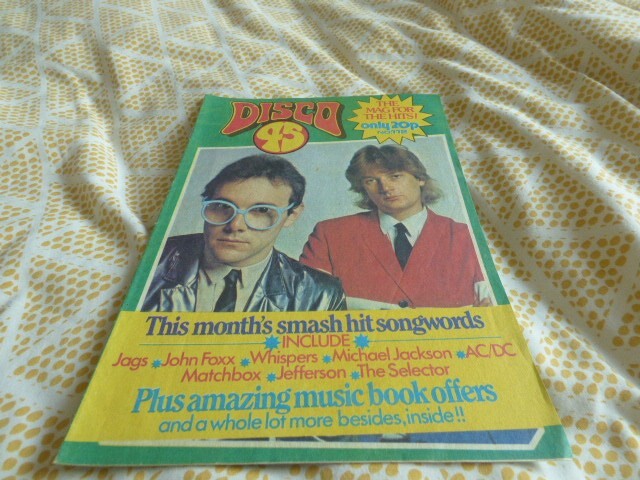 DISCO
45
THE
MAG FOR
THE HITS!
only 20p
No. 118
This month's smash hit songwords
INCLUDE
Jags John Foxx Whispers Michael Jackson AC/DC
Matchbox Jefferson The Selector
Plus amazing music book offers
and a whole lot more besides, inside!!